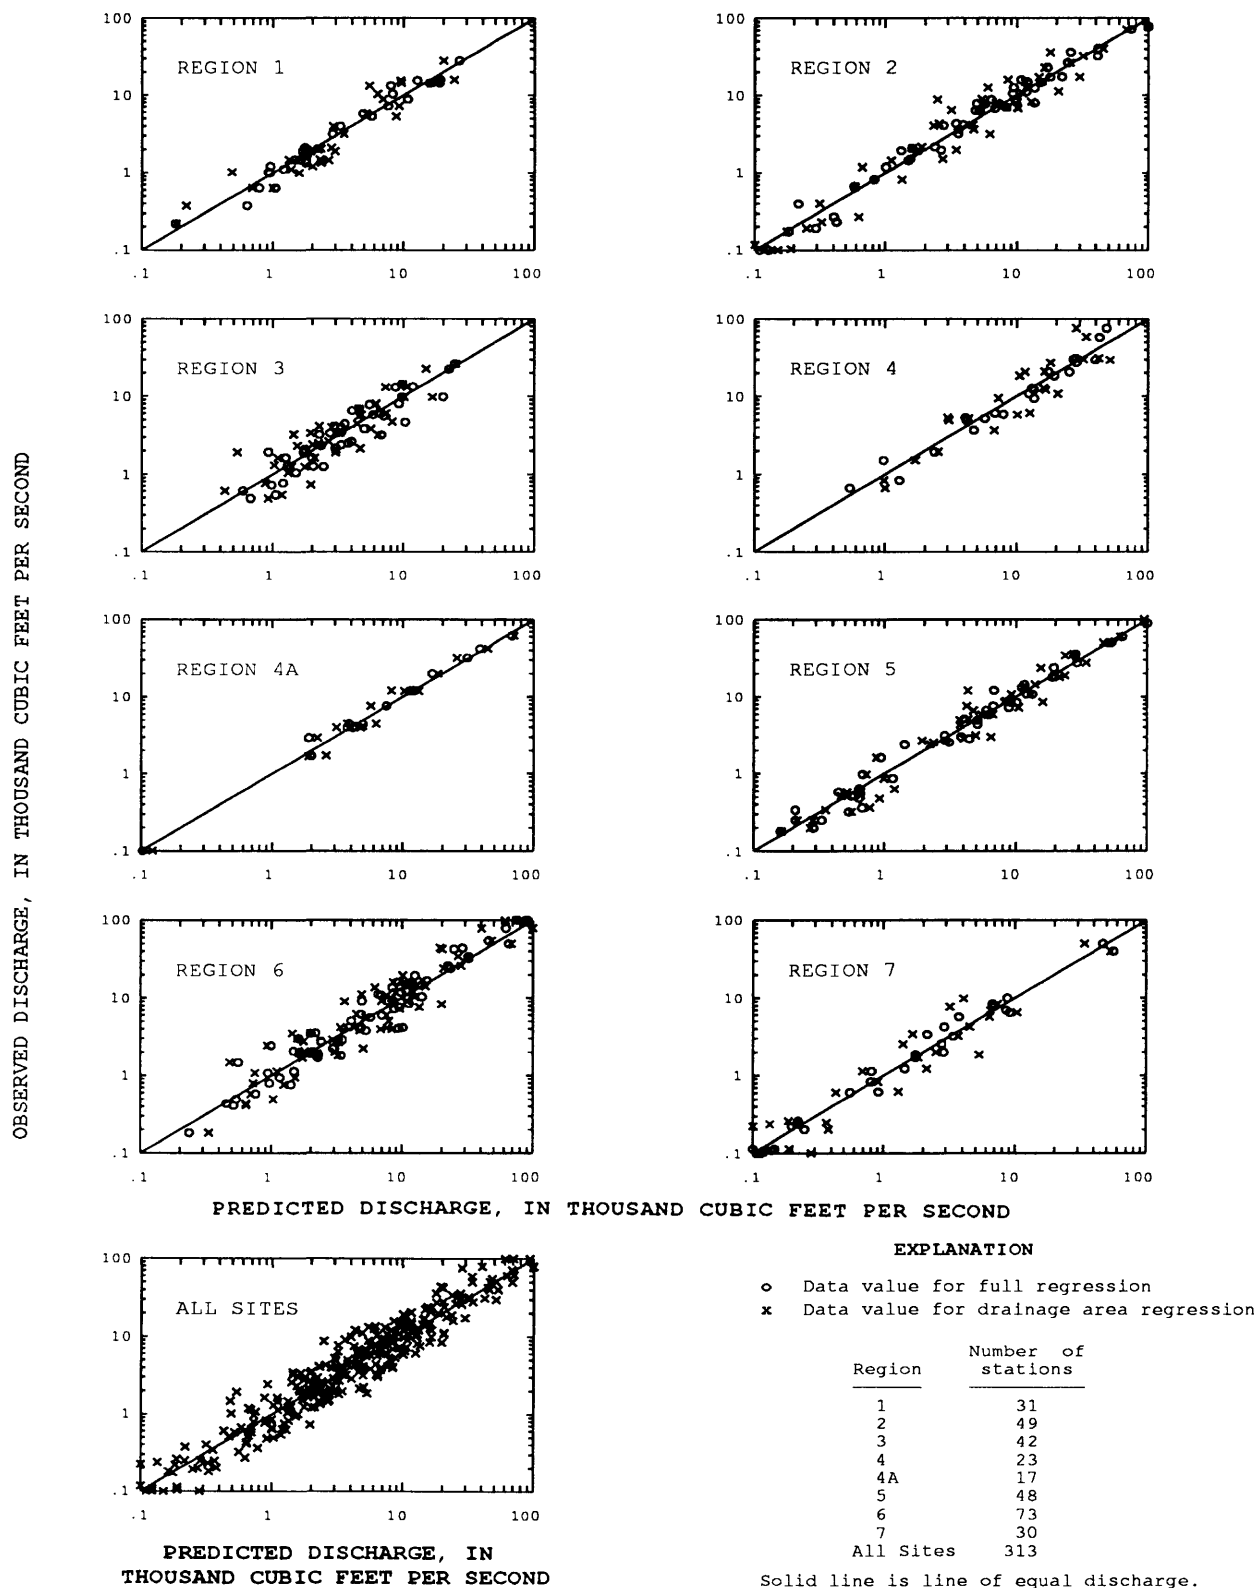 OBSERVED DISCHARGE, IN THOUSAND CUBIC FEET PER SECOND
REGION 1
100
10
1
.1
.1 1 10 100
REGION 2
100
10
1
.1
.1 1 10 100
REGION 3
100
10
1
.1
.1 1 10 100
REGION 4
100
10
1
.1
.1 1 10 100
REGION 4A
100
10
1
.1
.1 1 10 100
REGION 5
100
10
1
.1
.1 1 10 100
REGION 6
100
10
1
.1
.1 1 10 100
REGION 7
100
10
1
.1
.1 1 10 100
PREDICTED DISCHARGE, IN THOUSAND CUBIC FEET PER SECOND
ALL SITES
100
10
1
.1
.1 1 10 100
PREDICTED DISCHARGE, IN
THOUSAND CUBIC FEET PER SECOND
EXPLANATION
o Data value for full regression
x Data value for drainage area regression
Number of
Region stations
1 31
2 49
3 42
4 23
4A 17
5 48
6 73
7 30
All Sites 313
Solid line is line of equal discharge.